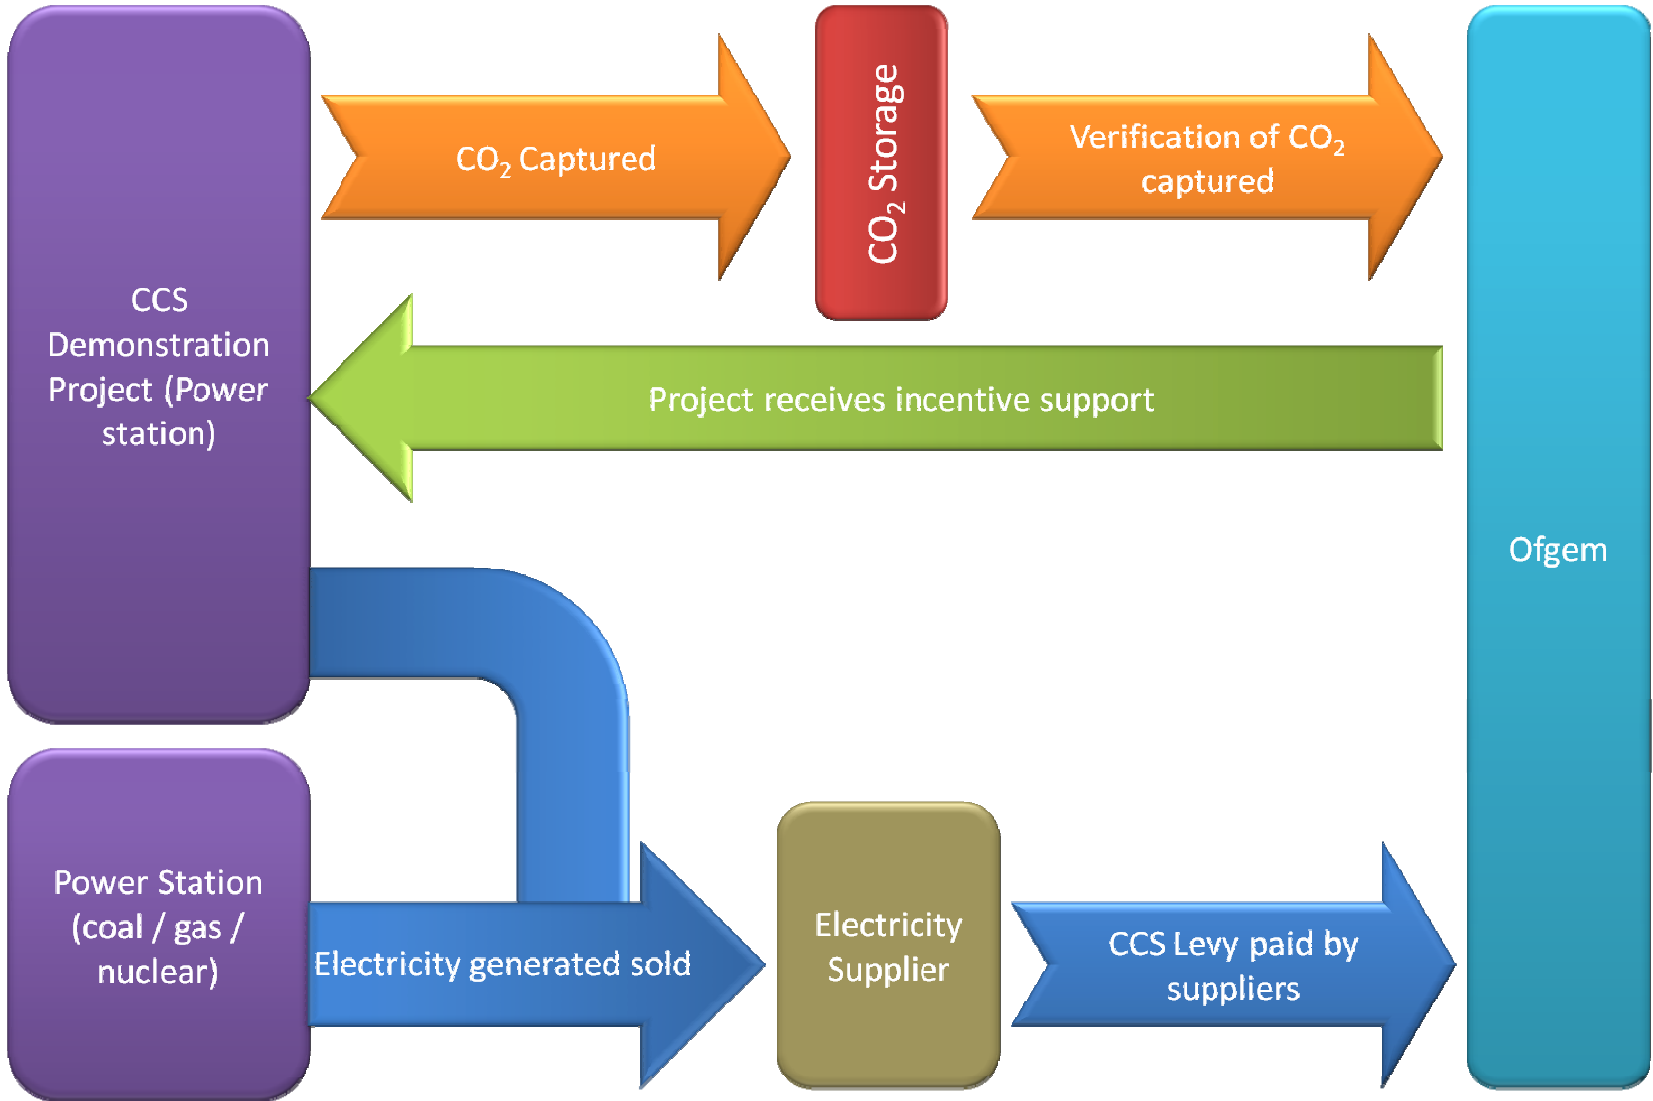 CO₂ Captured
CO₂ Storage
Verification of CO₂
captured
CCS
Demonstration
Project (Power
station)
Project receives incentive support
Ofgem
Power Station
(coal / gas /
nuclear)
Electricity generated sold
Electricity
Supplier
CCS Levy paid by
suppliers